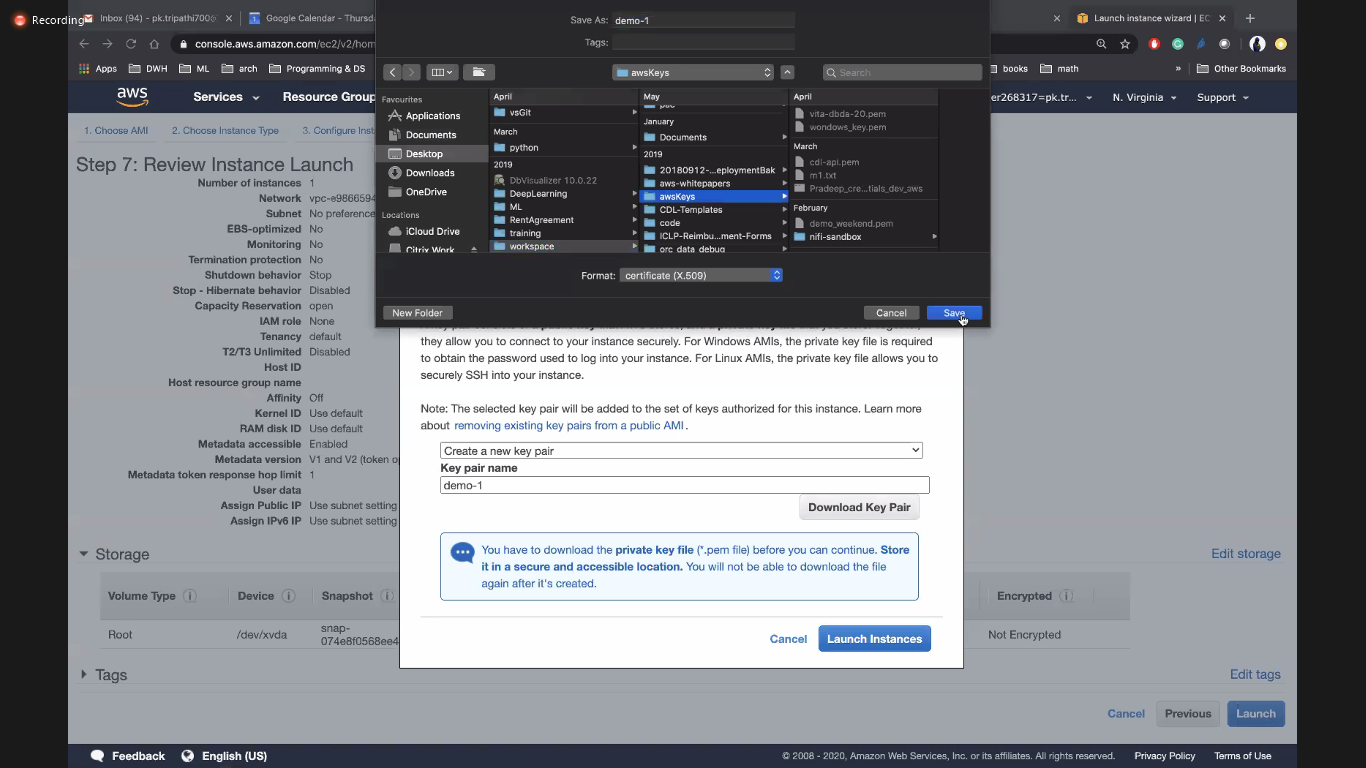 Recording
Inbox (94) - pk.tripathi700@
Google Calendar - Thursda
Launch instance wizard | EC
console.aws.amazon.com/ec2/v2/hom
Apps
DWH
ML
arch
Programming & DS
books
math
»
Other Bookmarks
aws
Services
Resource Group
er268317=pk.tr...
N. Virginia
Support
1. Choose AMI
2. Choose Instance Type
3. Configure Inst
Step 7: Review Instance Launch
Number of instances 1
Network vpc-e9866594
Subnet No preference
EBS-optimized No
Monitoring No
Termination protection No
Shutdown behavior Stop
Stop - Hibernate behavior Disabled
Capacity Reservation open
IAM role None
Tenancy default
T2/T3 Unlimited Disabled
Host ID
Host resource group name
Affinity Off
Kernel ID Use default
RAM disk ID Use default
Metadata accessible Enabled
Metadata version V1 and V2 (token o
Metadata token response hop limit 1
User data
Assign Public IP Use subnet setting
Assign IPv6 IP Use subnet setting
Save As: demo-1
Tags:
awsKeys
Search
Favourites
Applications
Documents
Desktop
Downloads
OneDrive
Locations
iCloud Drive
Citrix Work
April
vsGit
March
python
2019
DbVisualizer 10.0.22
DeepLearning
ML
RentAgreement
training
workspace
May
January
Documents
2019
20180912-...eploymentBak
aws-whitepapers
awsKeys
CDL-Templates
code
ICLP-Reimbu...ment-Forms
orc data debug
April
vita-dbda-20.pem
wondows_key.pem
March
cdi-api.pem
m1.txt
Pradeep_cre...tials_dev_aws
February
demo_weekend.pem
nifi-sandbox
Format: certificate (X.509)
New Folder
Cancel
Save
they allow you to connect to your instance securely. For Windows AMIs, the private key file is required
to obtain the password used to log into your instance. For Linux AMIs, the private key file allows you to
securely SSH into your instance.
Note: The selected key pair will be added to the set of keys authorized for this instance. Learn more
about removing existing key pairs from a public AMI.
Create a new key pair
Key pair name
demo-1
Download Key Pair
You have to download the private key file (*.pem file) before you can continue. Store
it in a secure and accessible location. You will not be able to download the file
again after it's created.
Cancel
Launch Instances
Storage
Edit storage
Volume Type
Device
Snapshot
Encrypted
Root
/dev/xvda
snap-
074e8f0568ee4
Not Encrypted
Tags
Edit tags
Cancel
Previous
Launch
Feedback
English (US)
© 2008 - 2020, Amazon Web Services, Inc. or its affiliates. All rights reserved.
Privacy Policy
Terms of Use